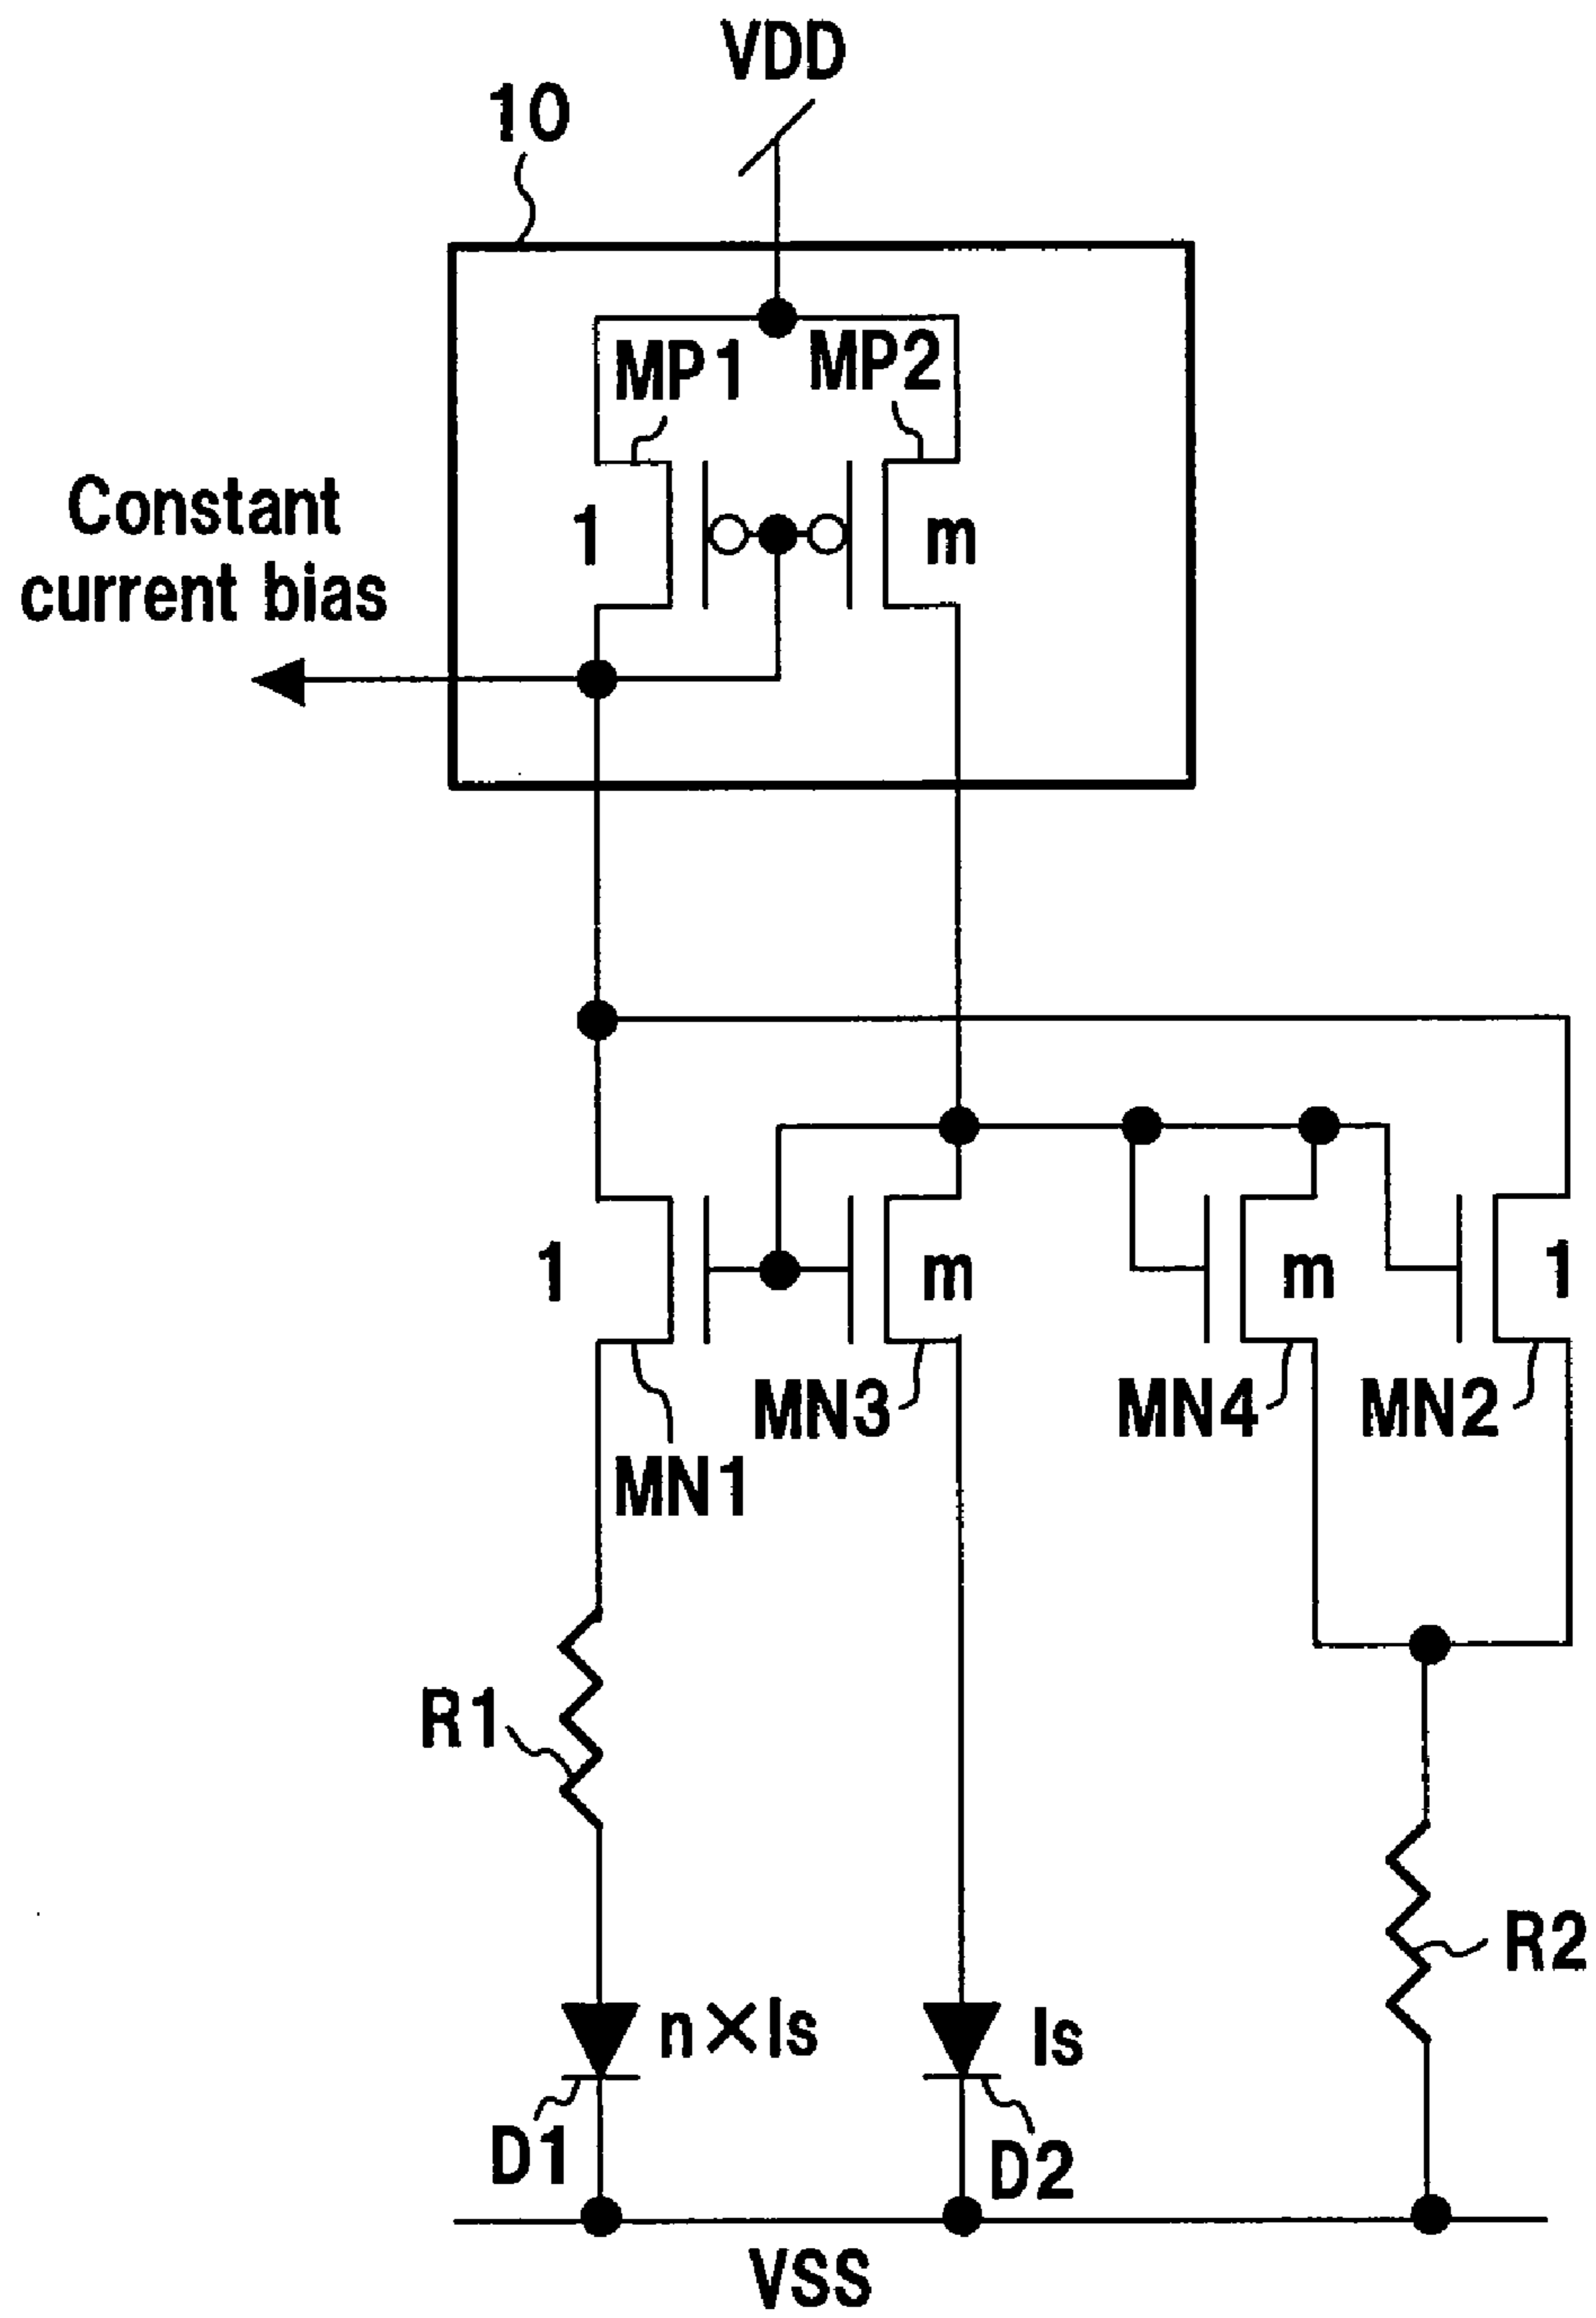 VDD
10
MP1
MP2
Constant
current bias
1
m
1
m
m
1
MN3
MN4
MN2
MN1
R1
R2
n×Is
Is
D1
D2
VSS